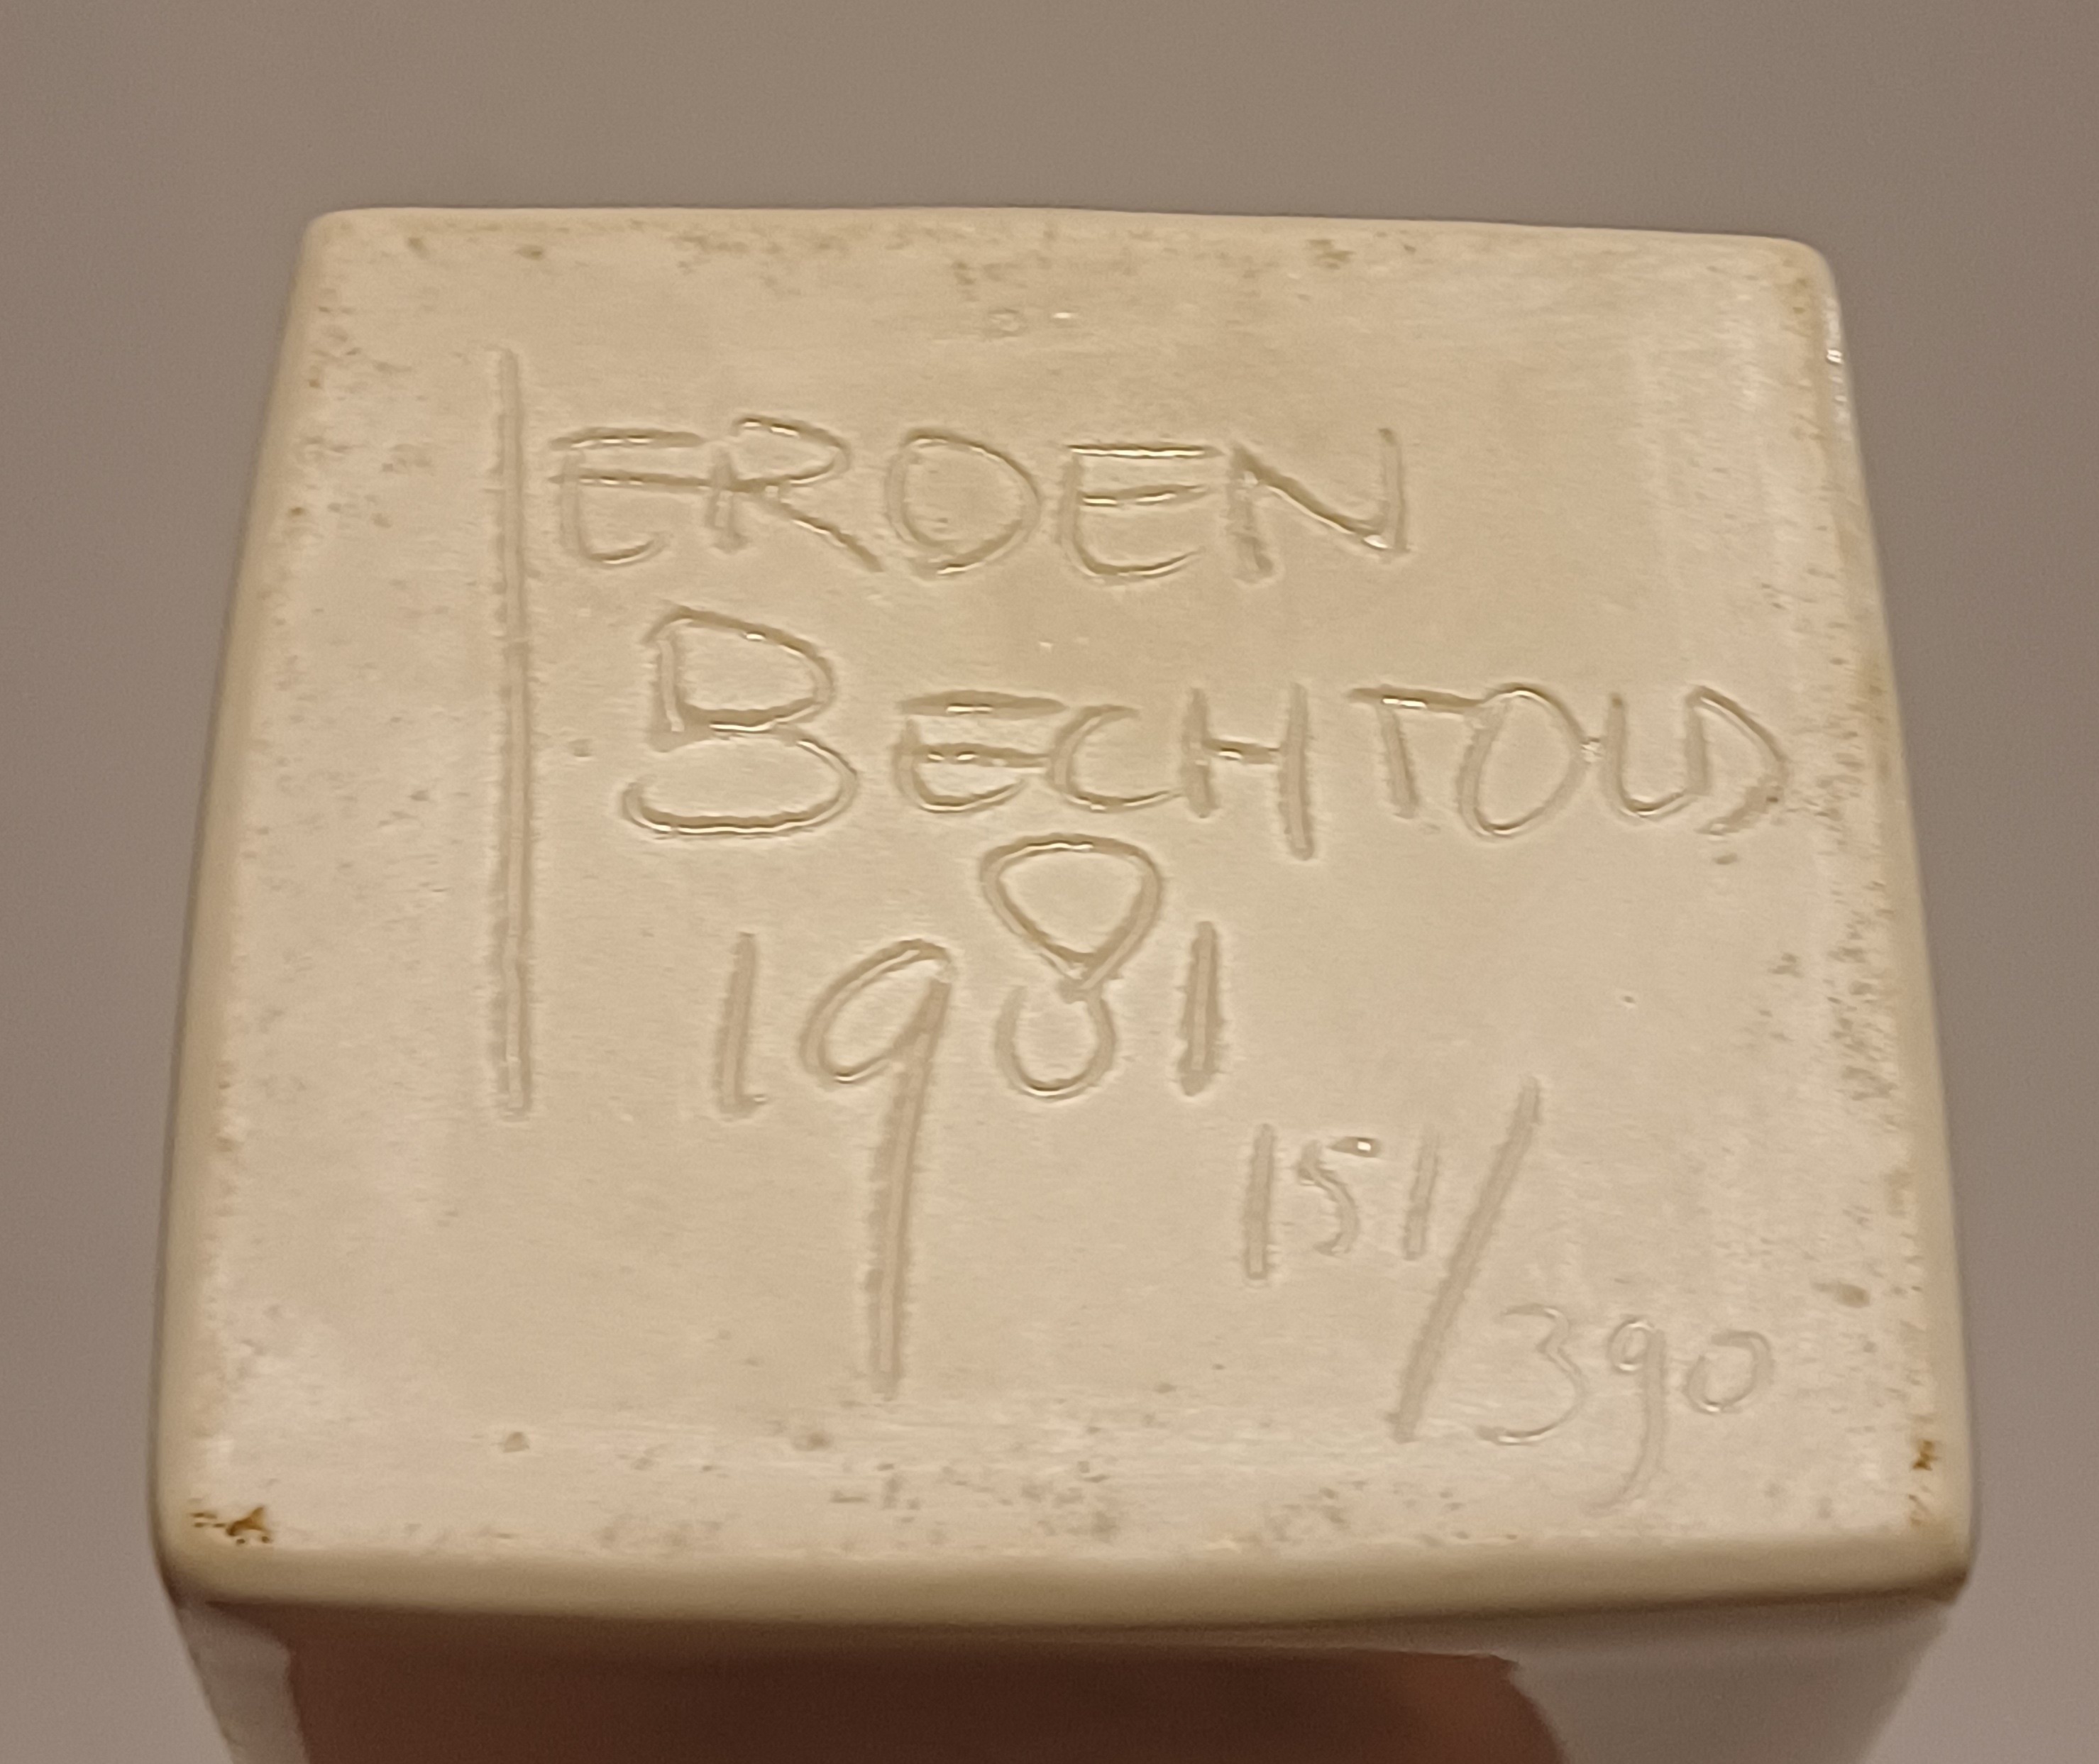 JEROEN
BECHTOLD
1981
151/390